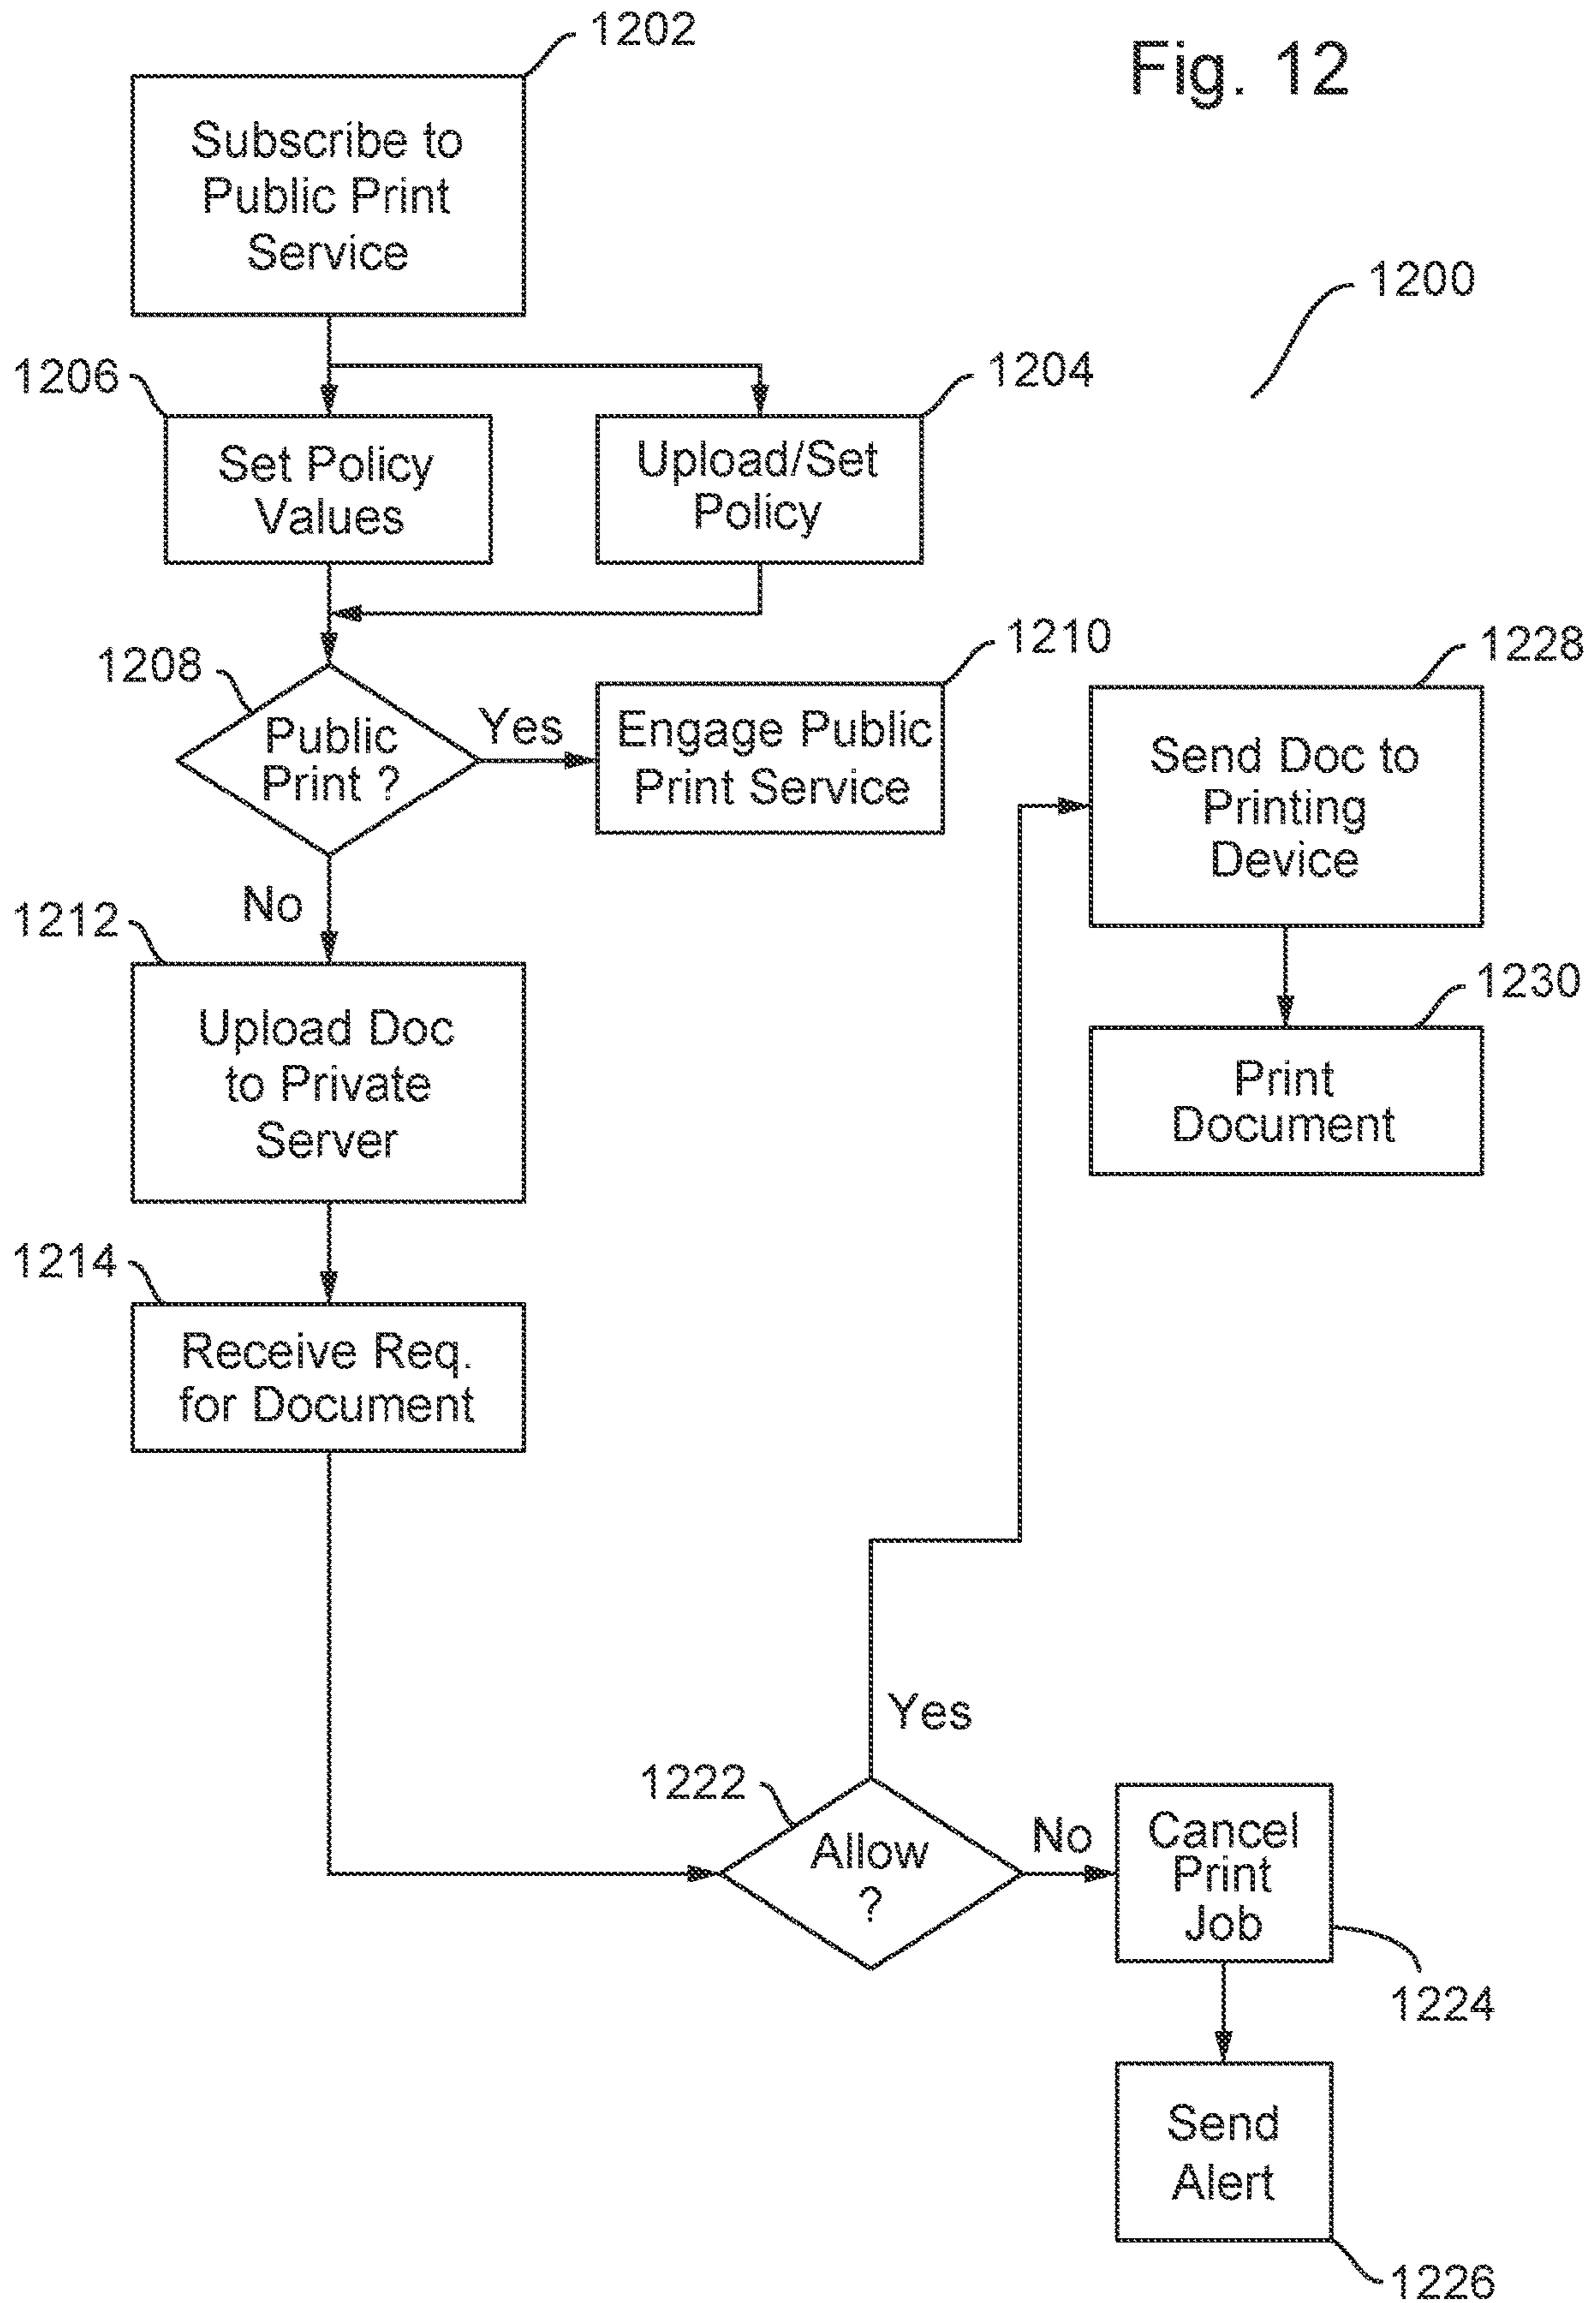 1202
Fig. 12
Subscribe to
Public Print
Service
1200
1206
1204
Set Policy
Values
Upload/Set
Policy
1208
1210
1228
Public
Print ?
Yes
Engage Public
Print Service
Send Doc to
Printing
Device
No
1212
1230
Upload Doc
to Private
Server
Print
Document
1214
Receive Req.
for Document
Yes
1222
Allow
?
No
Cancel
Print
Job
1224
Send
Alert
1226